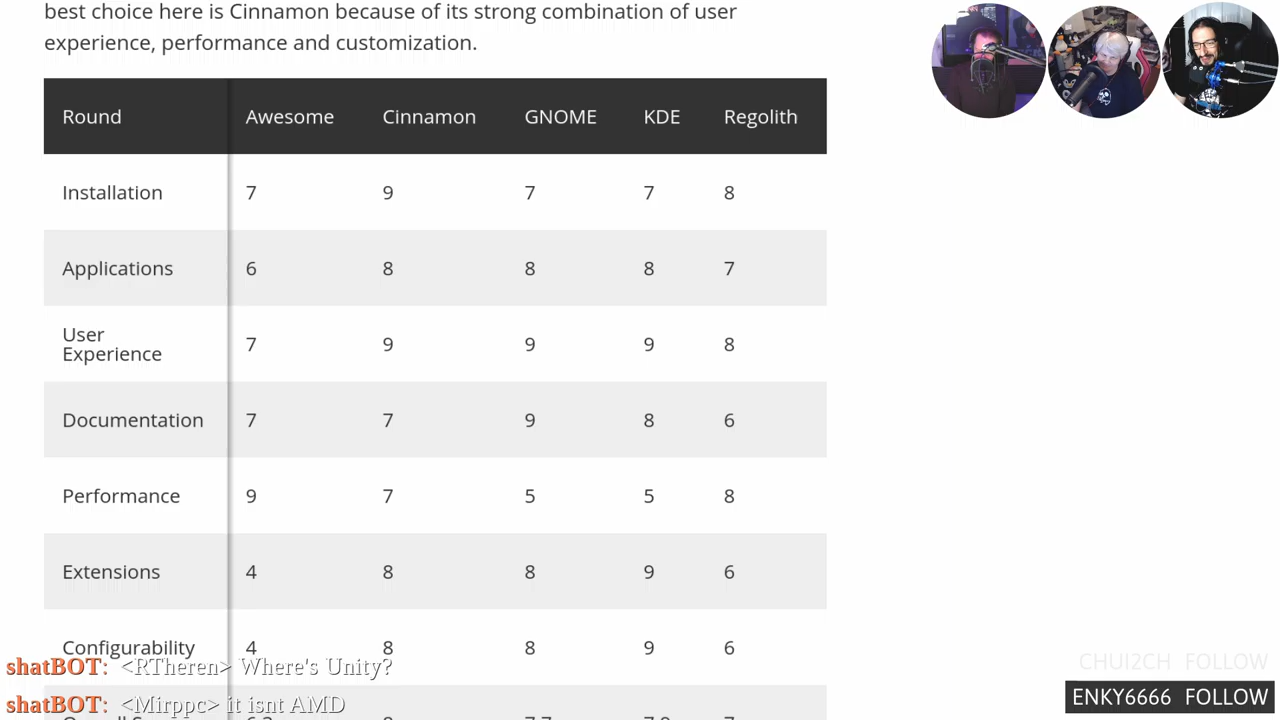 best choice here is Cinnamon because of its strong combination of user
experience, performance and customization.
Round Awesome Cinnamon GNOME KDE Regolith
Installation 7 9 7 7 8
Applications 6 8 8 8 7
User
Experience 7 9 9 9 8
Documentation 7 7 9 8 6
Performance 9 7 5 5 8
Extensions 4 8 8 9 6
Configurability 4 8 8 9 6
shatBOT: <RTheren> Where's Unity?
shatBOT: <Mirppc> it isnt AMD
CHUI2CH FOLLOW
ENKY6666 FOLLOW